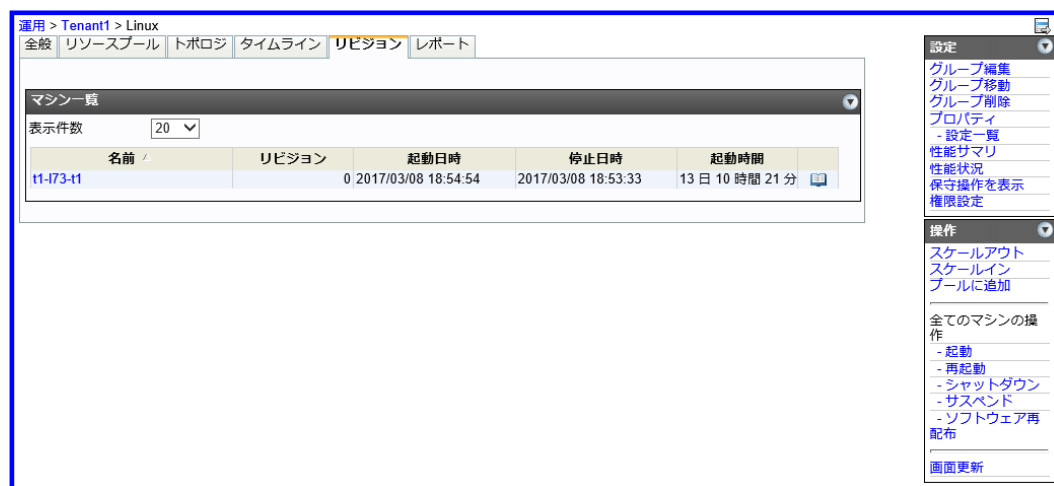 運用 > Tenant1 > Linux
全般 リソースプール トポロジ タイムライン リビジョン レポート
マシン一覧
表示件数 20
名前 リビジョン 起動日時 停止日時 起動時間
t1-l73-t1 0 2017/03/08 18:54:54 2017/03/08 18:53:33 13 日 10 時間 21 分
設定
グループ編集
グループ移動
グループ削除
プロパティ
- 設定一覧
性能サマリ
性能状況
保守操作を表示
権限設定
操作
スケールアウト
スケールイン
プールに追加
全てのマシンの操
作
- 起動
- 再起動
- シャットダウン
- サスペンド
- ソフトウェア再
配布
画面更新